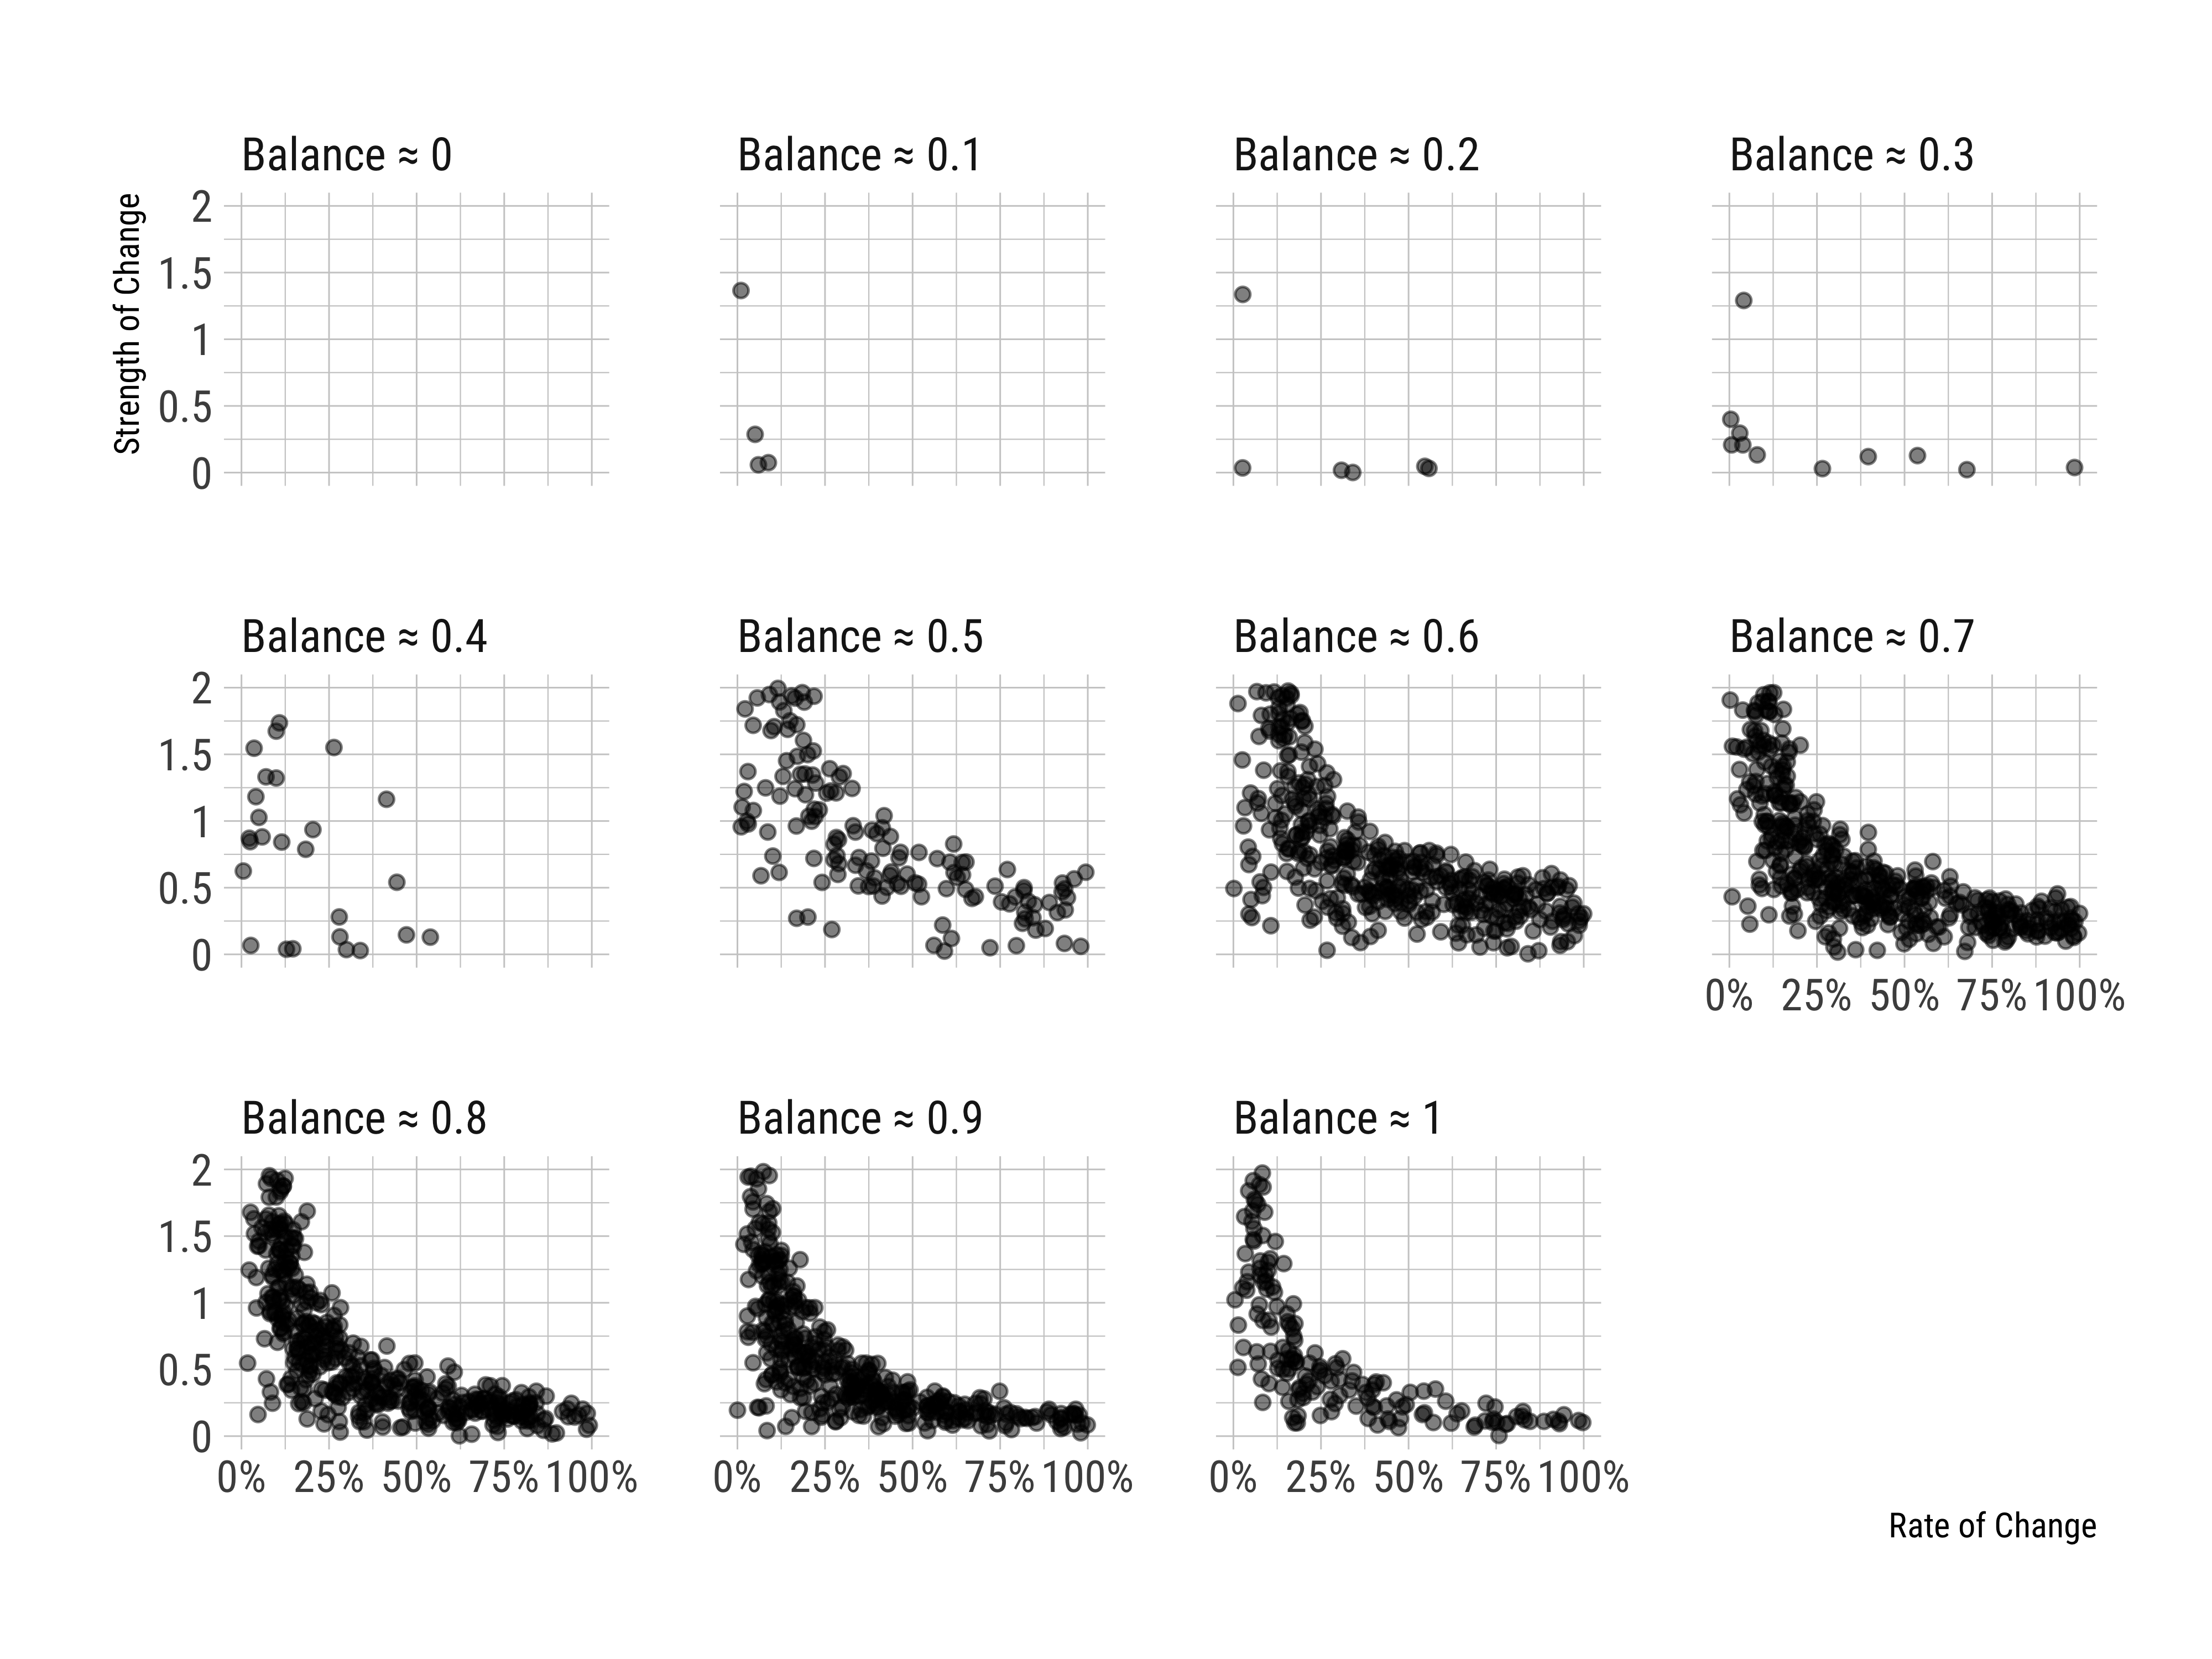 Balance ≈ 0
Balance ≈ 0.1
Balance ≈ 0.2
Balance ≈ 0.3
Strength of Change
2
1.5
1
0.5
0
Balance ≈ 0.4
Balance ≈ 0.5
Balance ≈ 0.6
Balance ≈ 0.7
2
1.5
1
0.5
0
0% 25% 50% 75% 100%
Balance ≈ 0.8
Balance ≈ 0.9
Balance ≈ 1
2
1.5
1
0.5
0
0% 25% 50% 75% 100%
0% 25% 50% 75% 100%
0% 25% 50% 75% 100%
Rate of Change